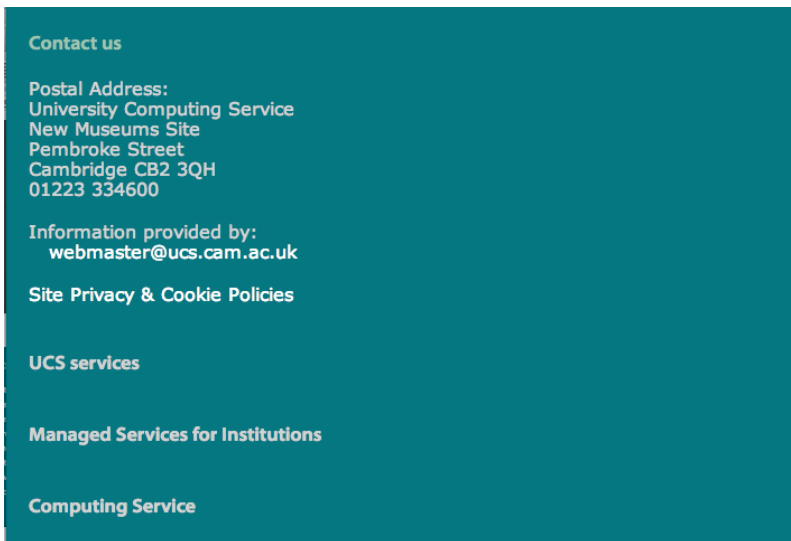 Contact us
Postal Address:
University Computing Service
New Museums Site
Pembroke Street
Cambridge CB2 3QH
01223 334600
Information provided by:
webmaster@ucs.cam.ac.uk
Site Privacy & Cookie Policies
UCS services
Managed Services for Institutions
Computing Service